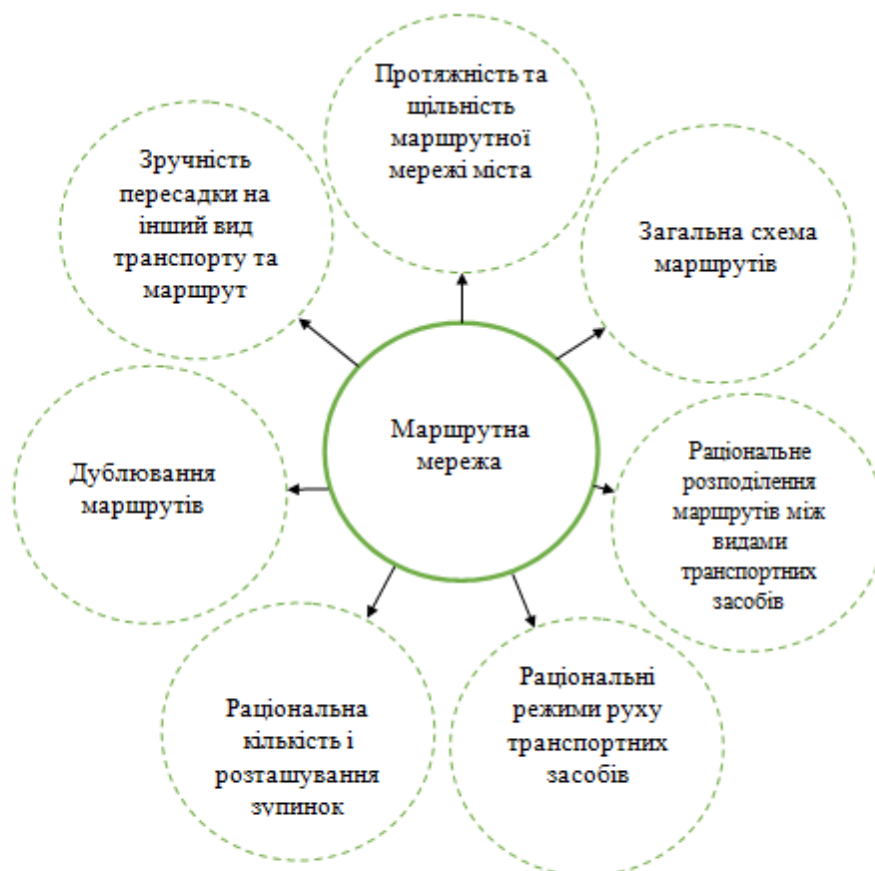 Протяжність та
щільність
маршрутної
мережі міста
Зручність
пересадки на
інший вид
транспорту та
маршрут
Загальна схема
маршрутів
Маршрутна
мережа
Раціональне
розподілення
маршрутів між
видами
транспортних
засобів
Дублювання
маршрутів
Раціональні
режими руху
транспортних
засобів
Раціональна
кількість і
розташування
зупинок